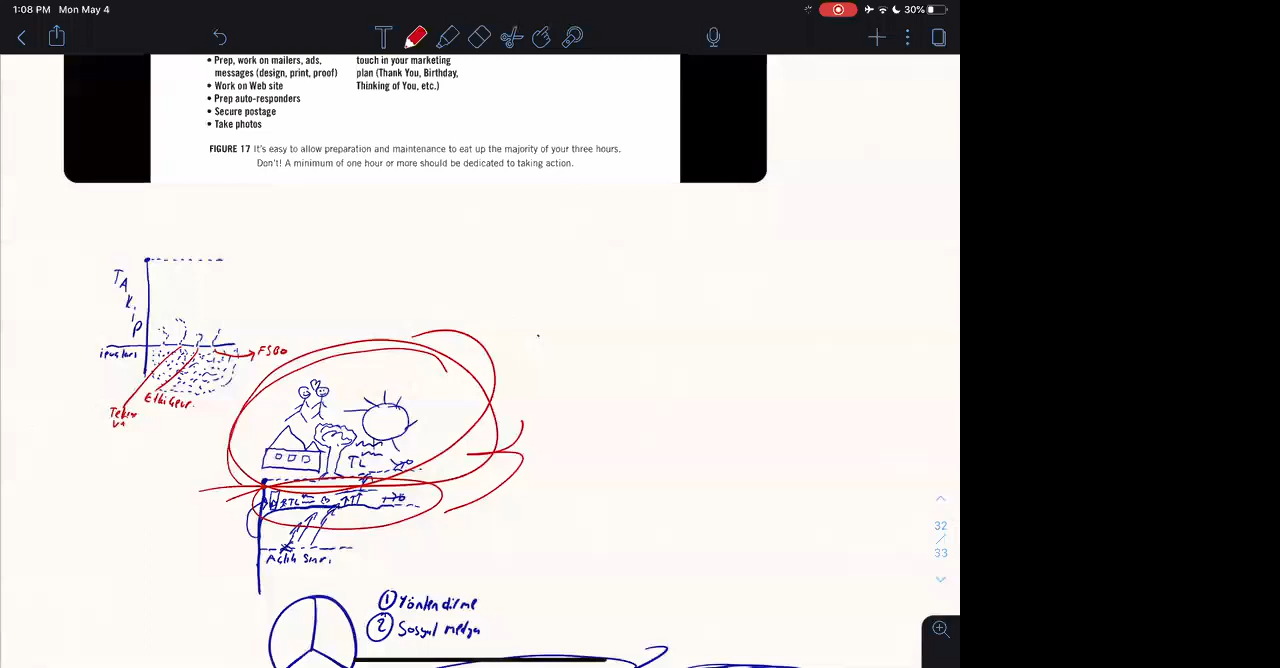 1:08 PM Mon May 4
30%
• Prep, work on mailers, ads,
messages (design, print, proof)
• Work on Web site
• Prep auto-responders
• Secure postage
• Take photos
touch in your marketing
plan (Thank You, Birthday,
Thinking of You, etc.)
FIGURE 17 It's easy to allow preparation and maintenance to eat up the majority of your three hours.
Don't! A minimum of one hour or more should be dedicated to taking action.
TAKİP
ipuçları
FSBO
TL
TL
Açlık Sınırı
1 Yönlendirme
2 Sosyal medya
32
33